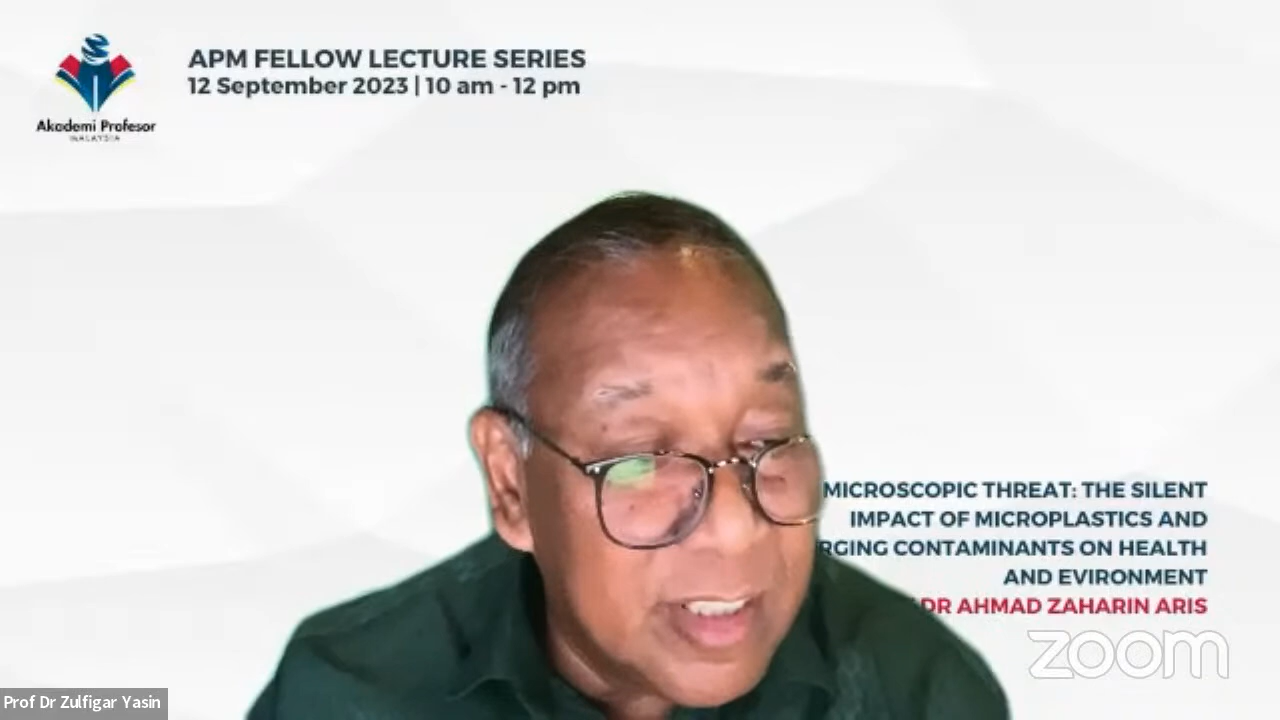 APM FELLOW LECTURE SERIES
12 September 2023 | 10 am - 12 pm
Akademi Profesor
MALAYSIA
MICROSCOPIC THREAT: THE SILENT
IMPACT OF MICROPLASTICS AND
RGING CONTAMINANTS ON HEALTH
AND EVIRONMENT
DR AHMAD ZAHARIN ARIS
zoom
Prof Dr Zulfigar Yasin